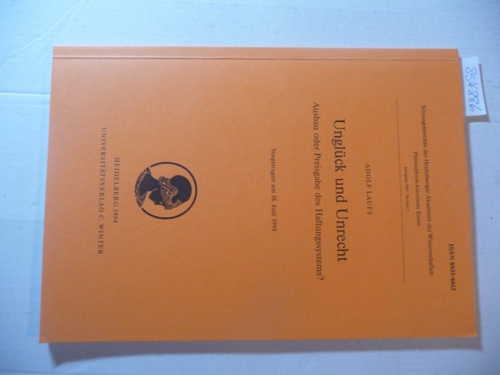 ISSN 0933-6613
Sitzungsberichte der Heidelberger Akademie der Wissenschaften
Philosophisch-historische Klasse
ADOLF LAUFS
Unglück und Unrecht
Ausbau oder Preisgabe des Haftungssystems?
Vorgetragen am 18. Juni 1994
HEIDELBERG 1994
UNIVERSITÄTSVERLAG C. WINTER